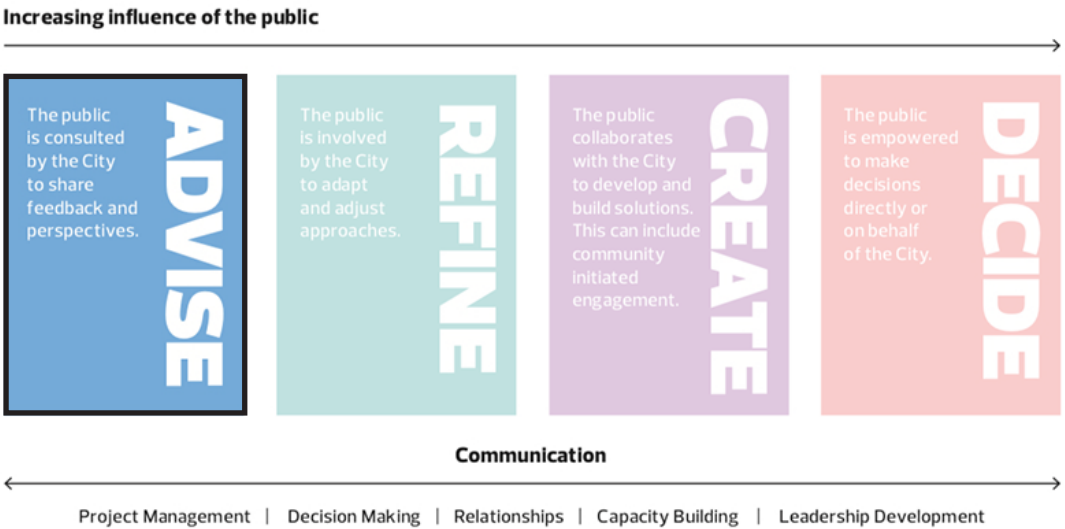 Increasing influence of the public
The public
is consulted
by the City
to share
feedback and
perspectives.
ADVISE
The public
is involved
by the City
to adapt
and adjust
approaches.
REFINE
The public
collaborates
with the City
to develop and
build solutions.
This can include
community
initiated
engagement.
CREATE
The public
is empowered
to make
decisions
directly or
on behalf
of the City.
DECIDE
Communication
Project Management | Decision Making | Relationships | Capacity Building | Leadership Development